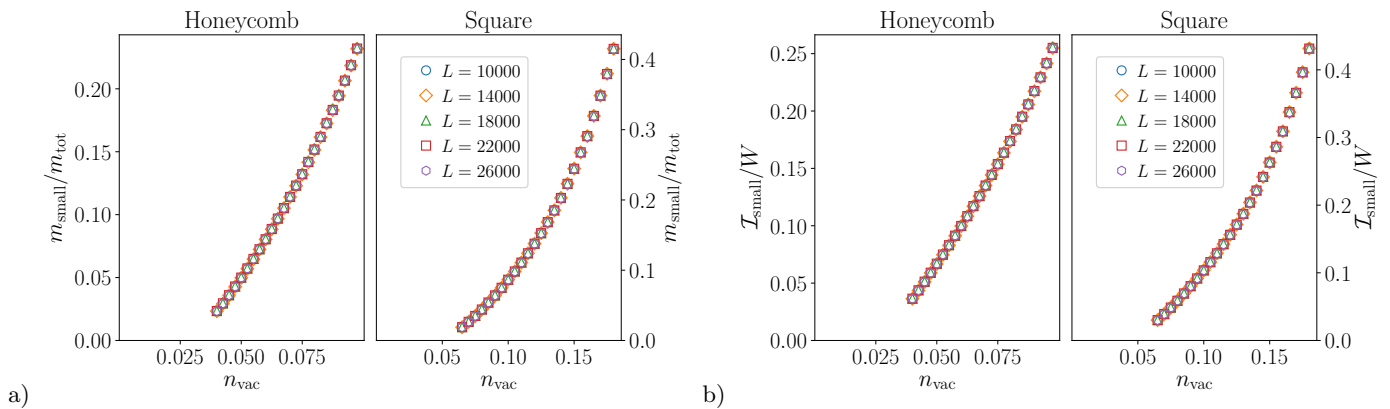 Honeycomb
Square
m_small/m_tot
0.20
0.15
0.10
0.05
0.00
0.025 0.050 0.075
n_vac
L = 10000
L = 14000
L = 18000
L = 22000
L = 26000
0.05 0.10 0.15
n_vac
0.4
0.3
0.2
0.1
0.0
m_small/m_tot
a)
Honeycomb
Square
ℐ_small/W
0.25
0.20
0.15
0.10
0.05
0.00
0.025 0.050 0.075
n_vac
L = 10000
L = 14000
L = 18000
L = 22000
L = 26000
0.05 0.10 0.15
n_vac
0.4
0.3
0.2
0.1
0.0
ℐ_small/W
b)